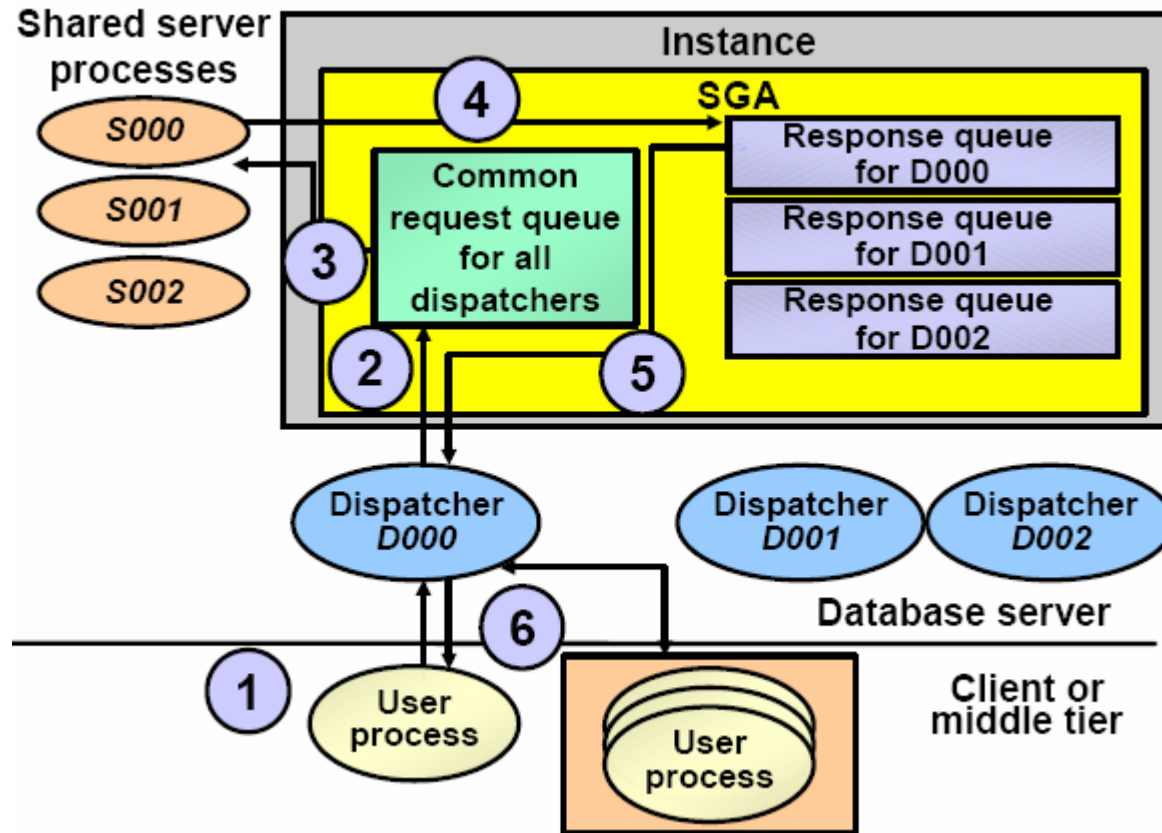 Shared server
processes
Instance
SGA
S000
S001
S002
4
3
2
5
Common
request queue
for all
dispatchers
Response queue
for D000
Response queue
for D001
Response queue
for D002
Dispatcher
D000
Dispatcher
D001
Dispatcher
D002
Database server
1
6
User
process
User
process
Client or
middle tier